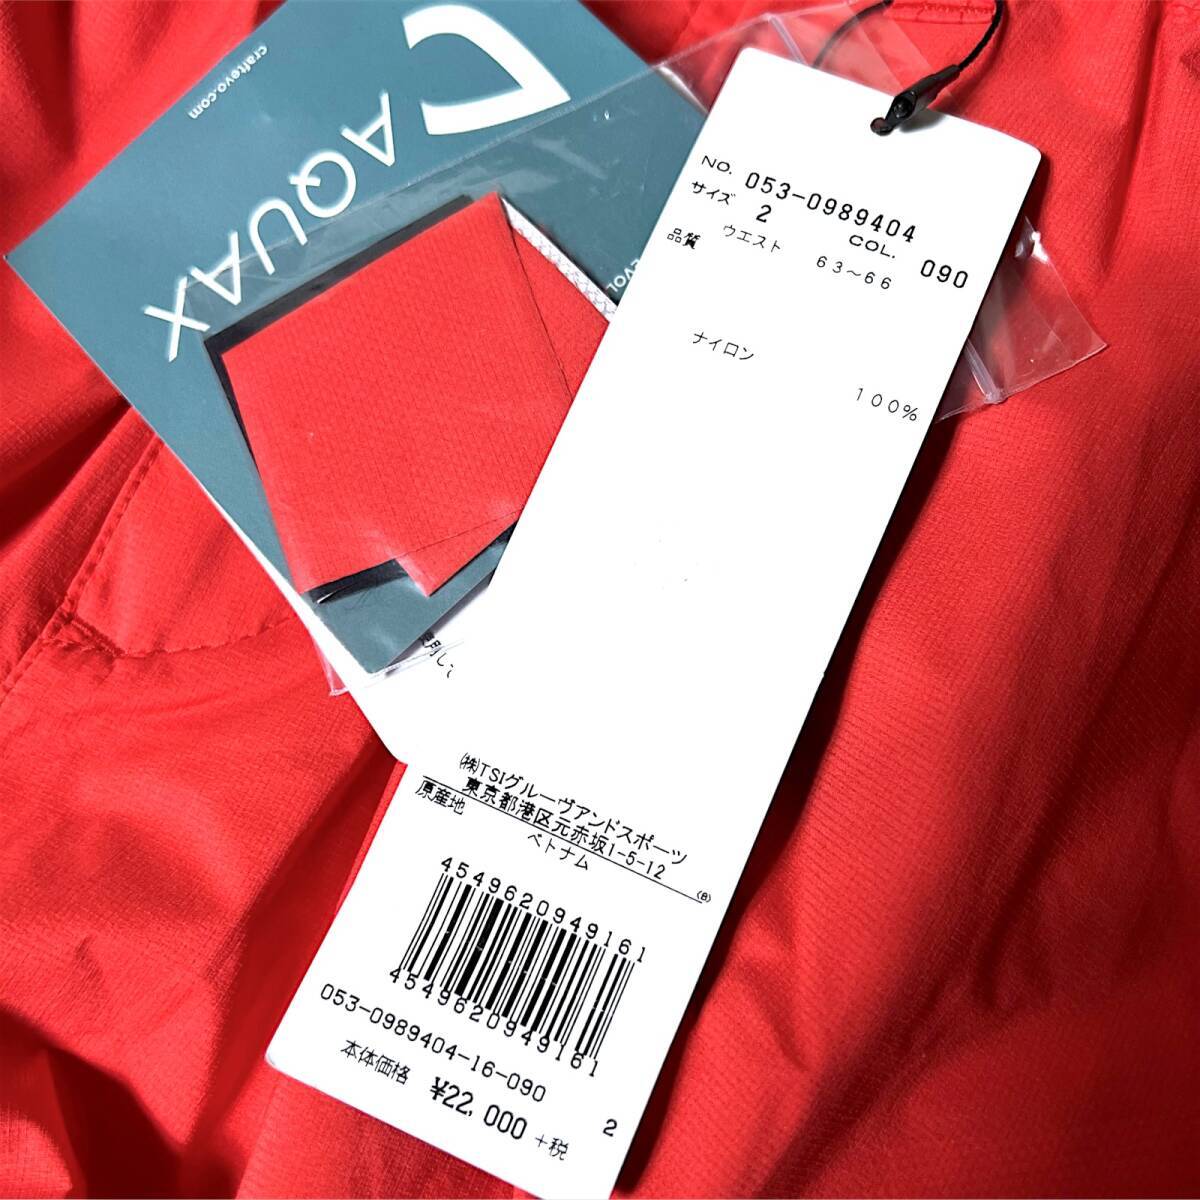 craftevo.com
AQUAX
NO. 053-0989404
サイズ 2 COL. 090
品質 ウエスト 63～66
ナイロン
100%
(株)TSIグルーヴアンドスポーツ
東京都港区元赤坂1-5-12
原産地 ベトナム
(B)
4549620949161
4549620949161
053-0989404-16-090
2
本体価格 ¥22,000 +税